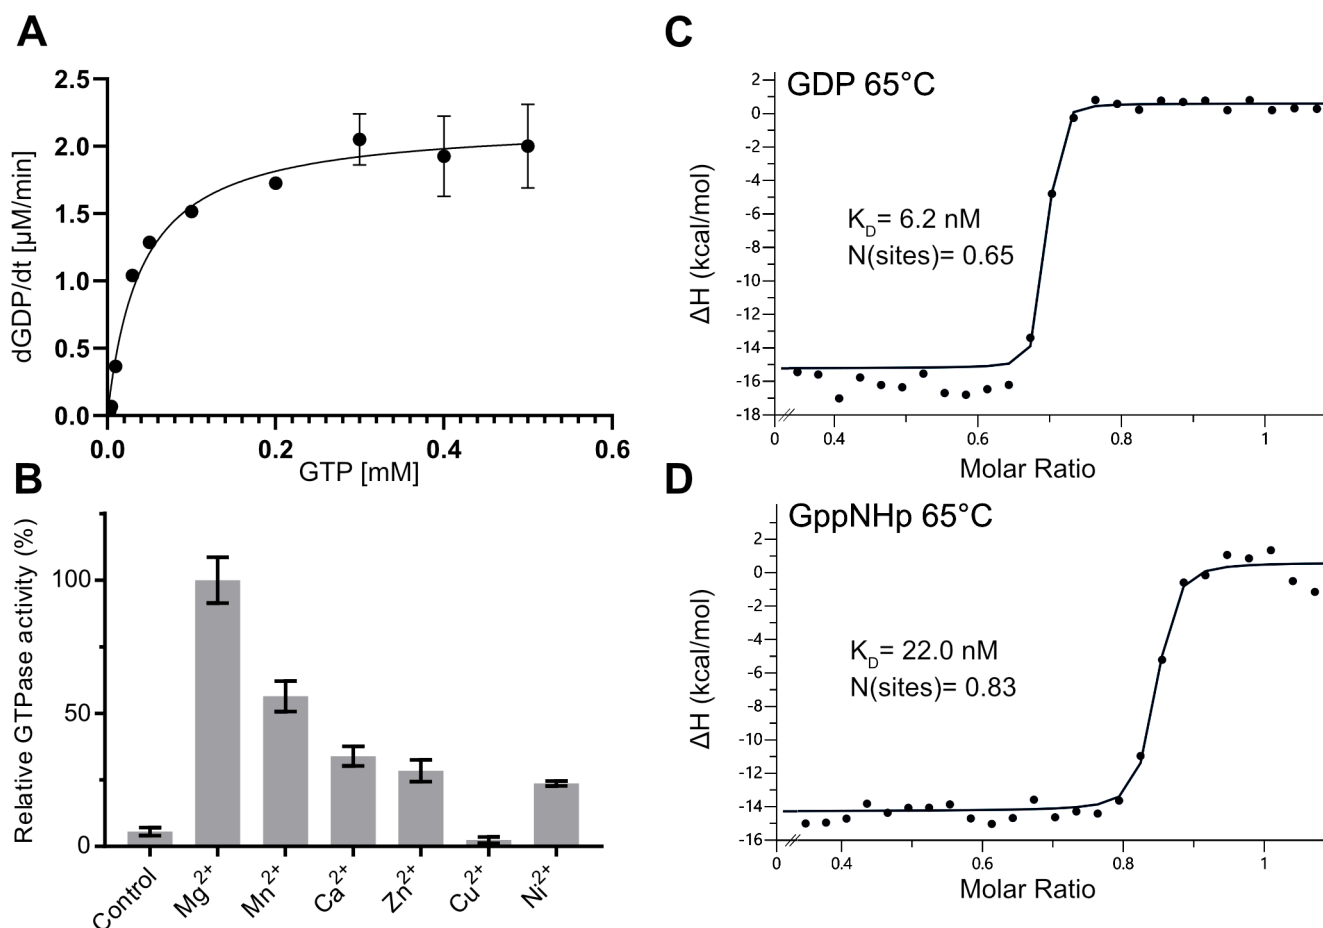 A
2.5
2.0
1.5
1.0
0.5
0.0
dGDP/dt [µM/min]
0.0 0.2 0.4 0.6
GTP [mM]
B
100
50
0
Relative GTPase activity (%)
Control Mg2+ Mn2+ Ca2+ Zn2+ Cu2+ Ni2+
C
GDP 65°C
2
0
-2
-4
-6
-8
-10
-12
-14
-16
-18
ΔH (kcal/mol)
KD= 6.2 nM
N(sites)= 0.65
0 0.4 0.6 0.8 1
Molar Ratio
D
GppNHp 65°C
2
0
-2
-4
-6
-8
-10
-12
-14
-16
ΔH (kcal/mol)
KD= 22.0 nM
N(sites)= 0.83
0 0.4 0.6 0.8 1
Molar Ratio